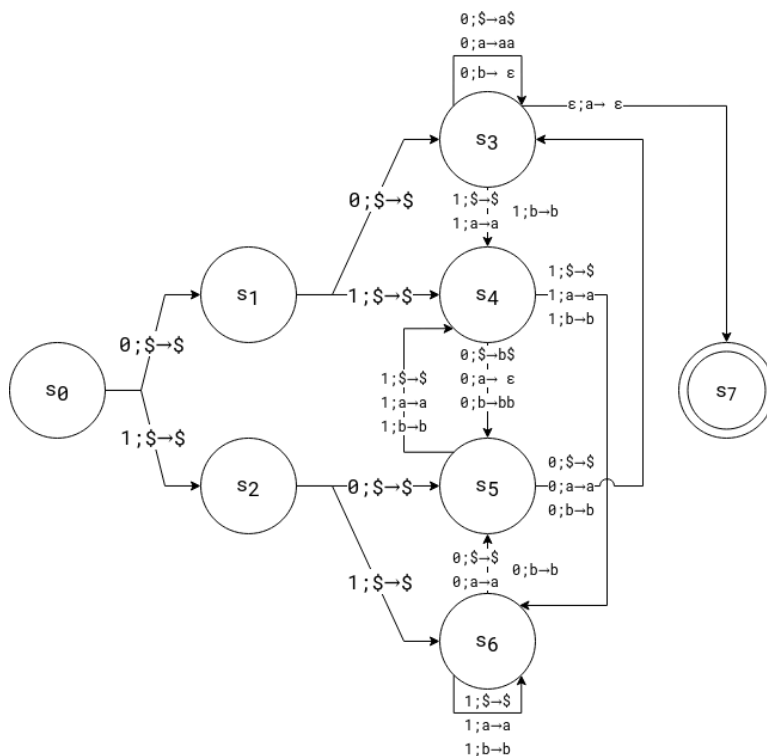 0;$→a$
0;a→aa
0;b→ ε
ε;a→ ε
s3
0;$→$
1;$→$
1;a→a
1;b→b
s1
1;$→$
s4
1;$→$
1;a→a
1;b→b
0;$→$
0;$→b$
0;a→ ε
0;b→bb
s0
s7
1;$→$
1;a→a
1;b→b
1;$→$
s2
0;$→$
s5
0;$→$
0;a→a
0;b→b
0;$→$
0;a→a
0;b→b
1;$→$
s6
1;$→$
1;a→a
1;b→b